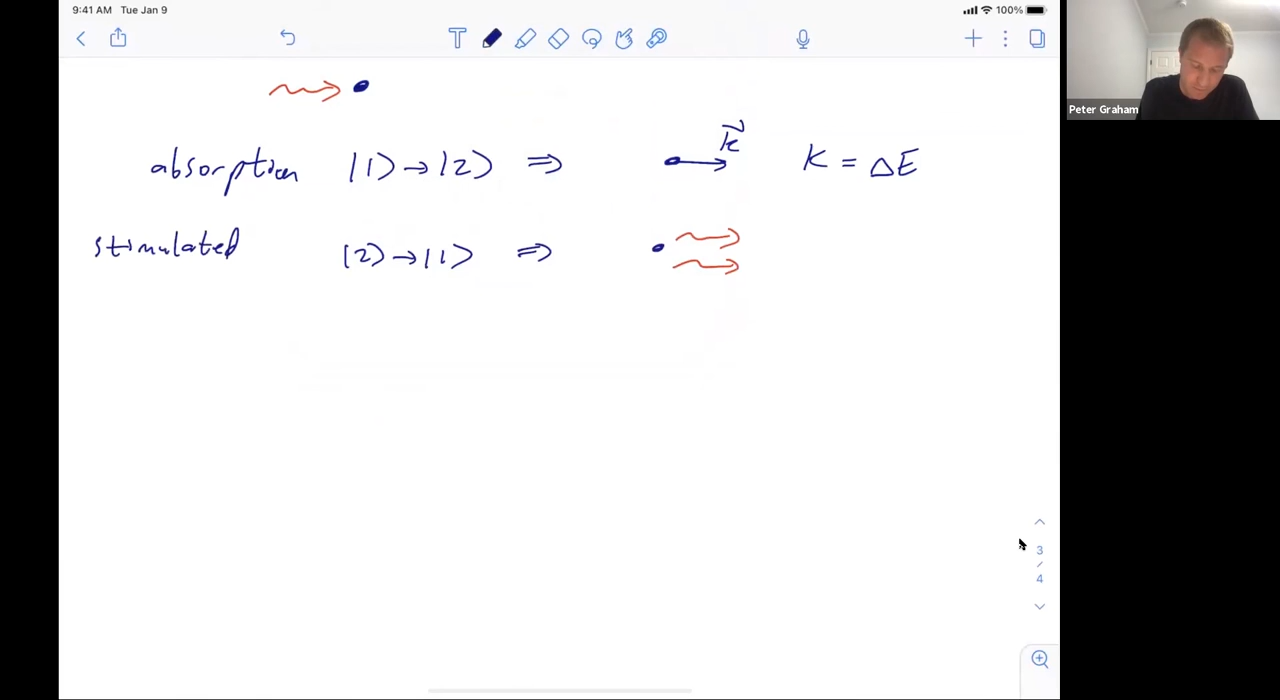 9:41 AM Tue Jan 9
100%
Peter Graham
absorption |1⟩ → |2⟩ ⇒ k⃗ K = ΔE
stimulated |2⟩ → |1⟩ ⇒
3
/
4